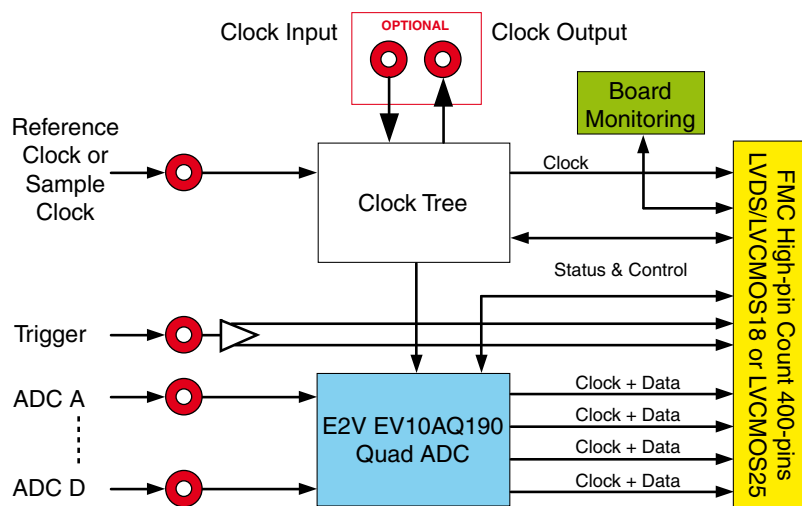 Clock Input
OPTIONAL
Clock Output
Board
Monitoring
Reference
Clock or
Sample
Clock
Clock Tree
Clock
FMC High-pin Count 400-pins
LVDS/LVCMOS18 or LVCMOS25
Status & Control
Trigger
ADC A
ADC D
E2V EV10AQ190
Quad ADC
Clock + Data
Clock + Data
Clock + Data
Clock + Data